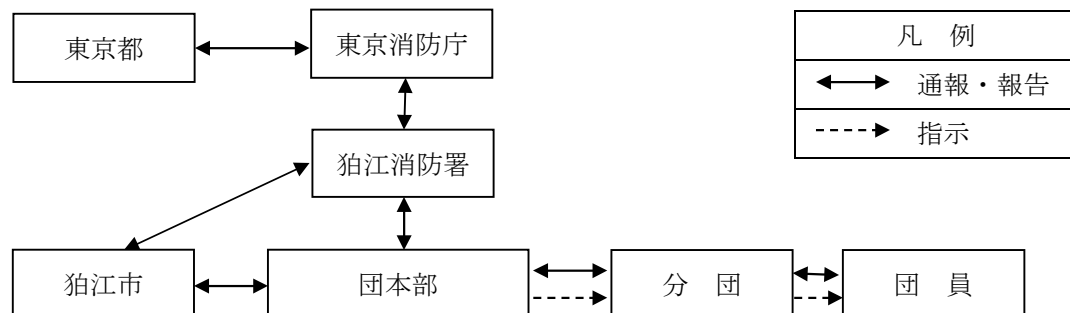 東京都
東京消防庁
凡　例
通報・報告
指示
狛江消防署
狛江市
団本部
分　団
団　員